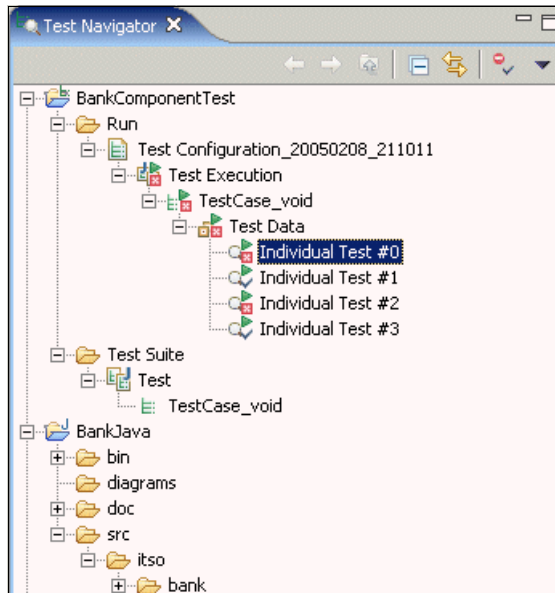 Test Navigator
BankComponentTest
Run
Test Configuration_20050208_211011
Test Execution
TestCase_void
Test Data
Individual Test #0
Individual Test #1
Individual Test #2
Individual Test #3
Test Suite
Test
TestCase_void
BankJava
bin
diagrams
doc
src
itso
bank